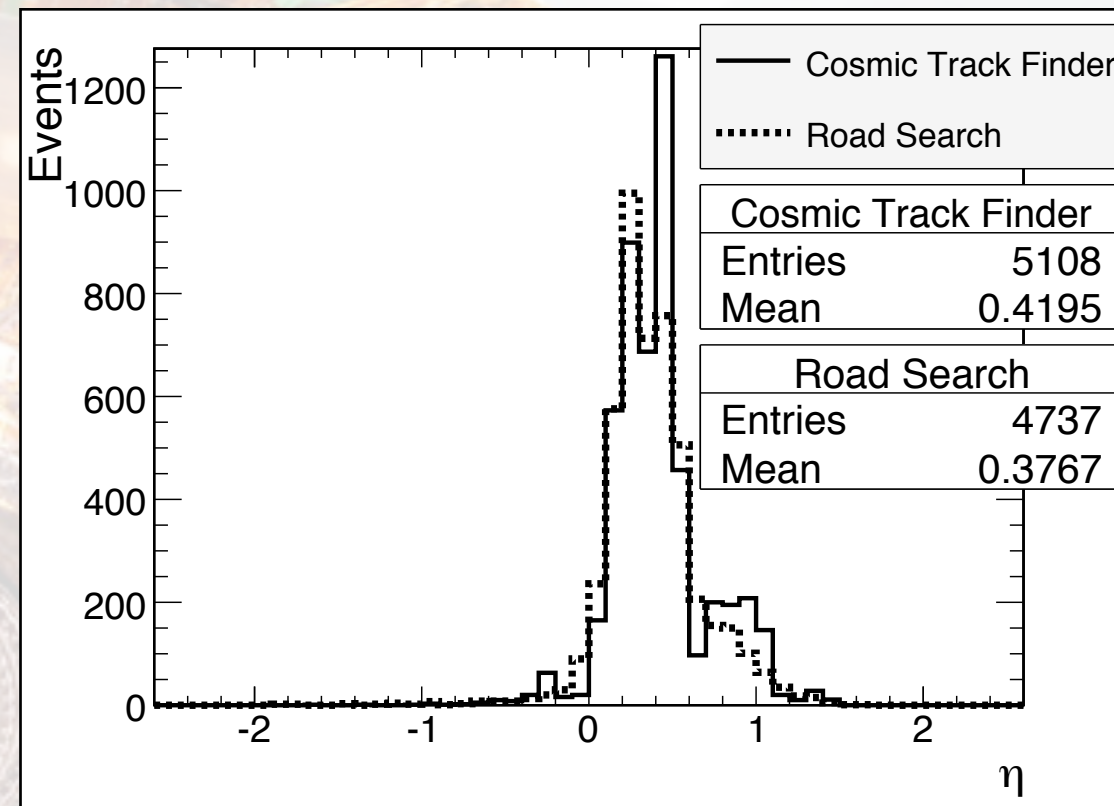 Events
1200
1000
800
600
400
200
0
-2 -1 0 1 2
η
Cosmic Track Finder
Road Search
Cosmic Track Finder
Entries 5108
Mean 0.4195
Road Search
Entries 4737
Mean 0.3767